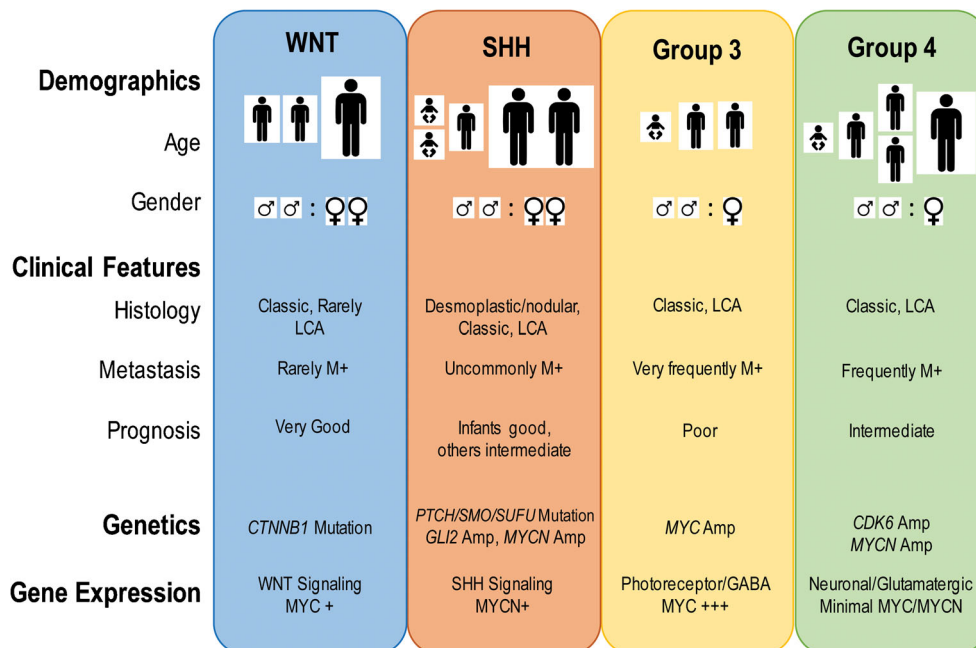 WNT
SHH
Group 3
Group 4
Demographics
Age
Gender
♂ ♂ : ♀♀
♂ ♂ : ♀♀
♂ ♂ : ♀
♂ ♂ : ♀
Clinical Features
Histology
Classic, Rarely
LCA
Desmoplastic/nodular,
Classic, LCA
Classic, LCA
Classic, LCA
Metastasis
Rarely M+
Uncommonly M+
Very frequently M+
Frequently M+
Prognosis
Very Good
Infants good,
others intermediate
Poor
Intermediate
Genetics
CTNNB1 Mutation
PTCH/SMO/SUFU Mutation
GLI2 Amp, MYCN Amp
MYC Amp
CDK6 Amp
MYCN Amp
Gene Expression
WNT Signaling
MYC +
SHH Signaling
MYCN+
Photoreceptor/GABA
MYC +++
Neuronal/Glutamatergic
Minimal MYC/MYCN